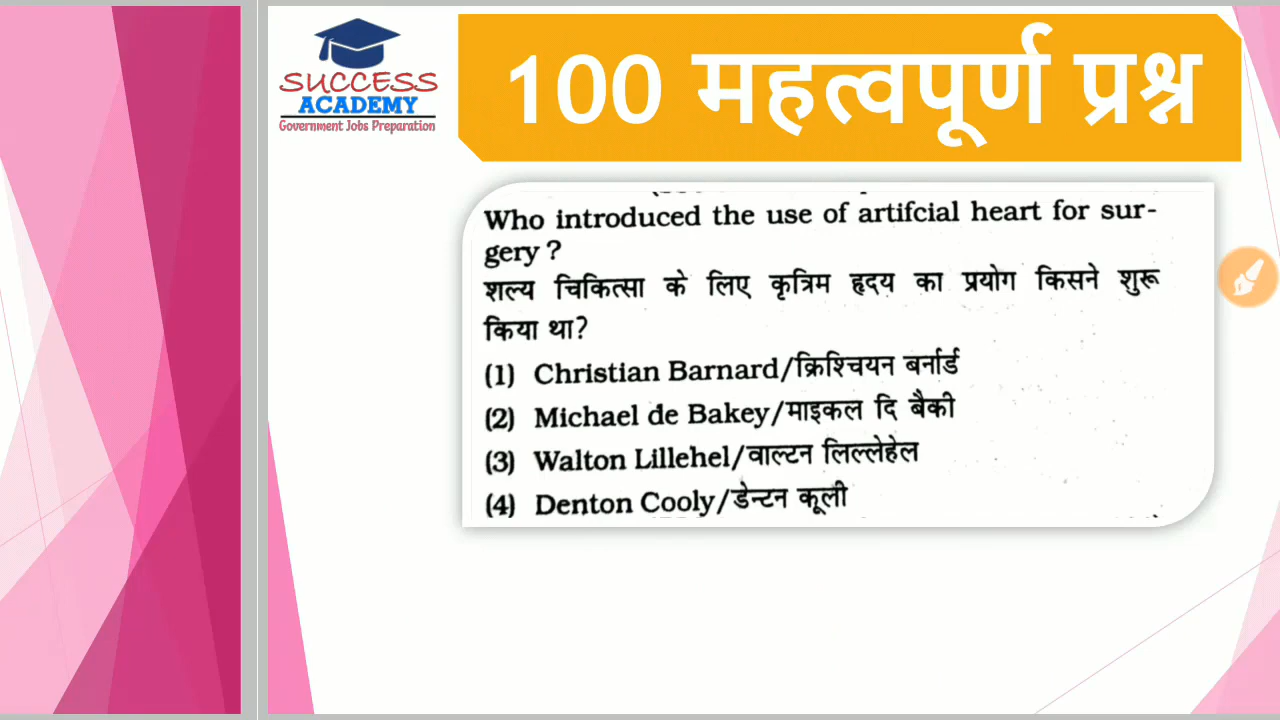 SUCCESS
ACADEMY
Government Jobs Preparation
100 महत्वपूर्ण प्रश्न
Who introduced the use of artifcial heart for sur-
gery ?
शल्य चिकित्सा के लिए कृत्रिम हृदय का प्रयोग किसने शुरू
किया था?
(1) Christian Barnard/क्रिश्चियन बर्नार्ड
(2) Michael de Bakey/माइकल दि बैकी
(3) Walton Lillehel/वाल्टन लिल्लेहेल
(4) Denton Cooly/डेन्टन कूली